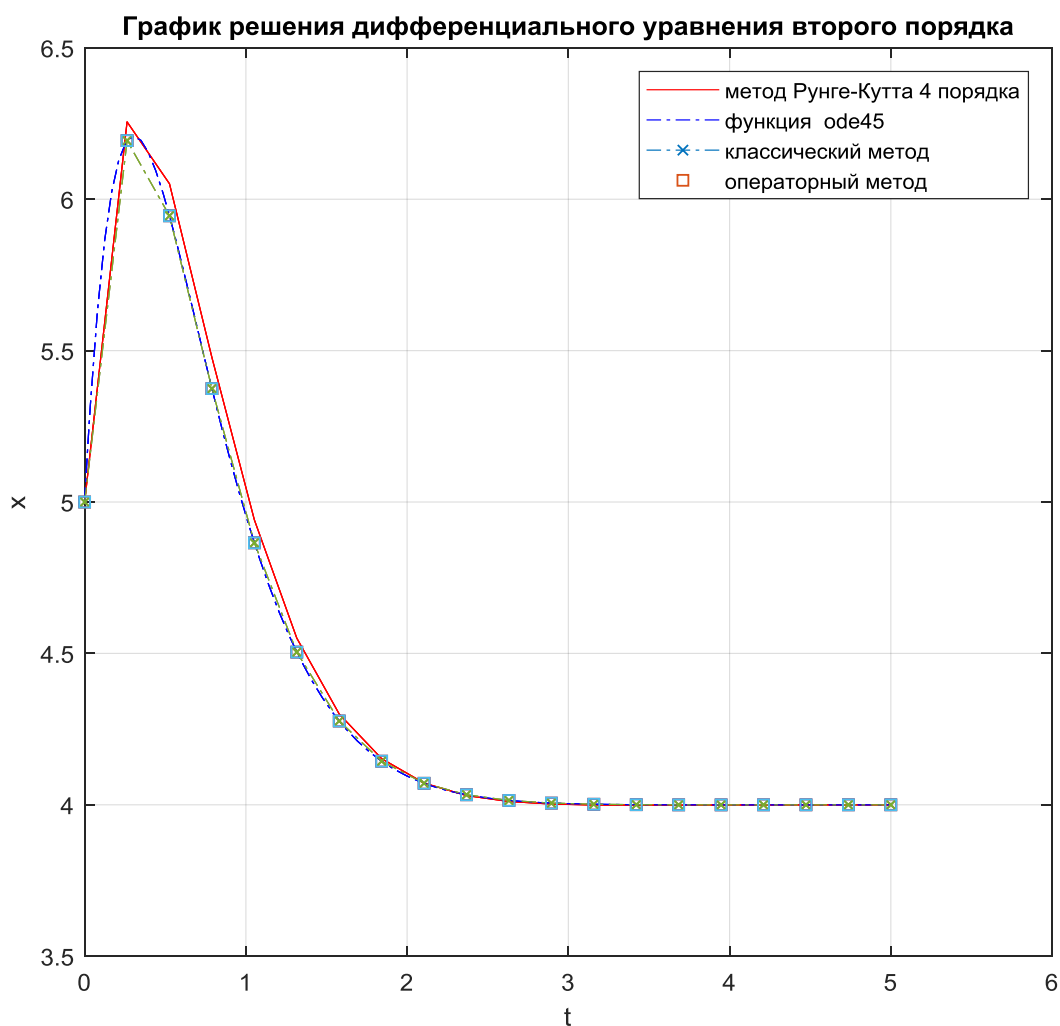 График решения дифференциального уравнения второго порядка
метод Рунге-Кутта 4 порядка
функция  ode45
классический метод
операторный метод
6.5
6
5.5
5
4.5
4
3.5
x
0 1 2 3 4 5 6
t